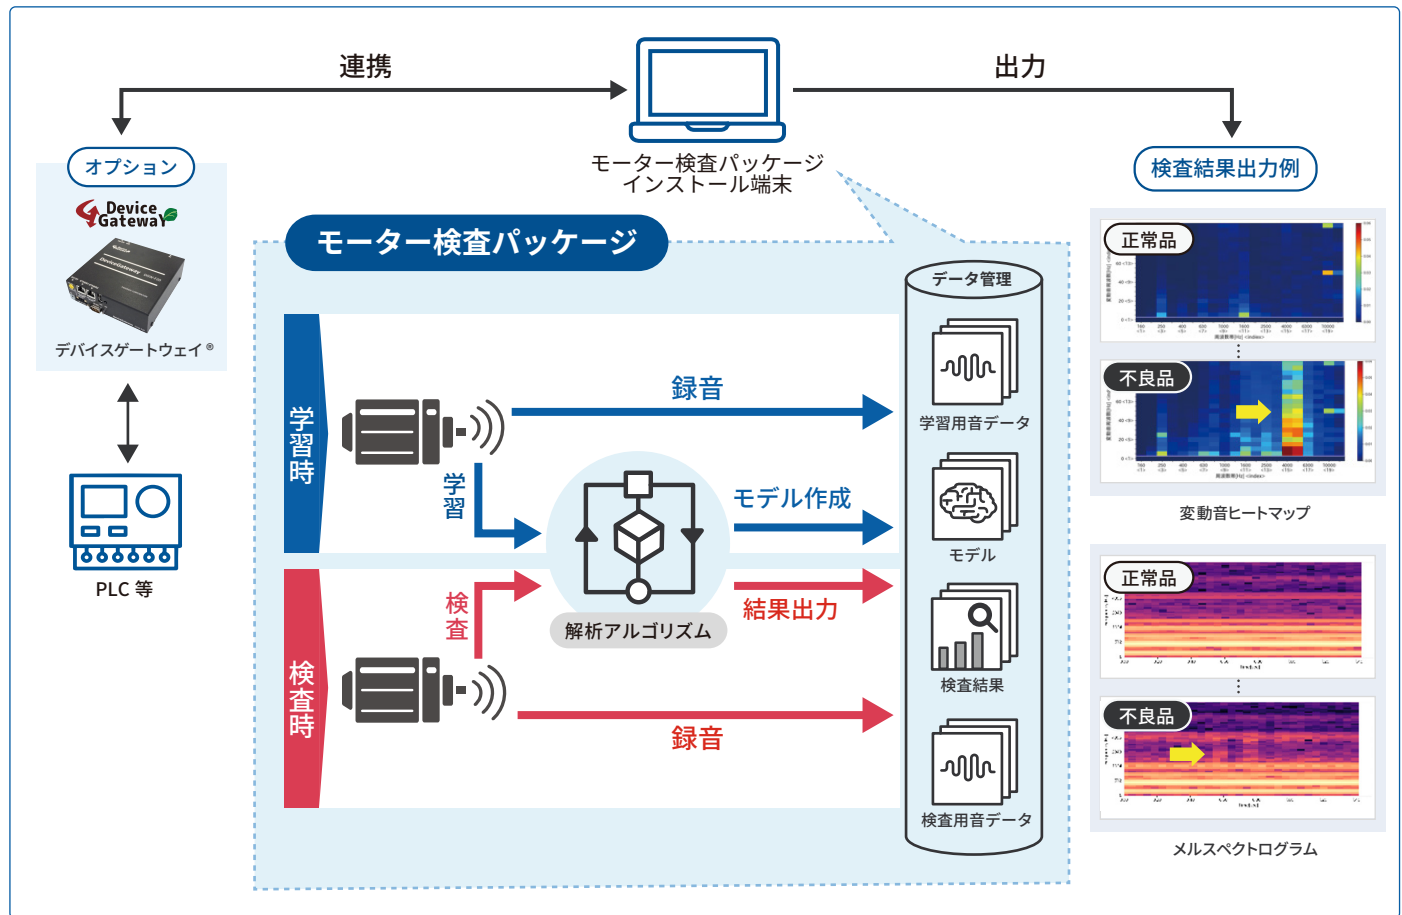 連携
出力
モーター検査パッケージ
インストール端末
オプション
Device
Gateway
デバイスゲートウェイ®
PLC 等
モーター検査パッケージ
学習時
録音
学習
モデル作成
検査時
検査
結果出力
録音
解析アルゴリズム
データ管理
学習用音データ
モデル
検査結果
検査用音データ
検査結果出力例
正常品
不良品
変動音ヒートマップ
正常品
不良品
メルスペクトログラム